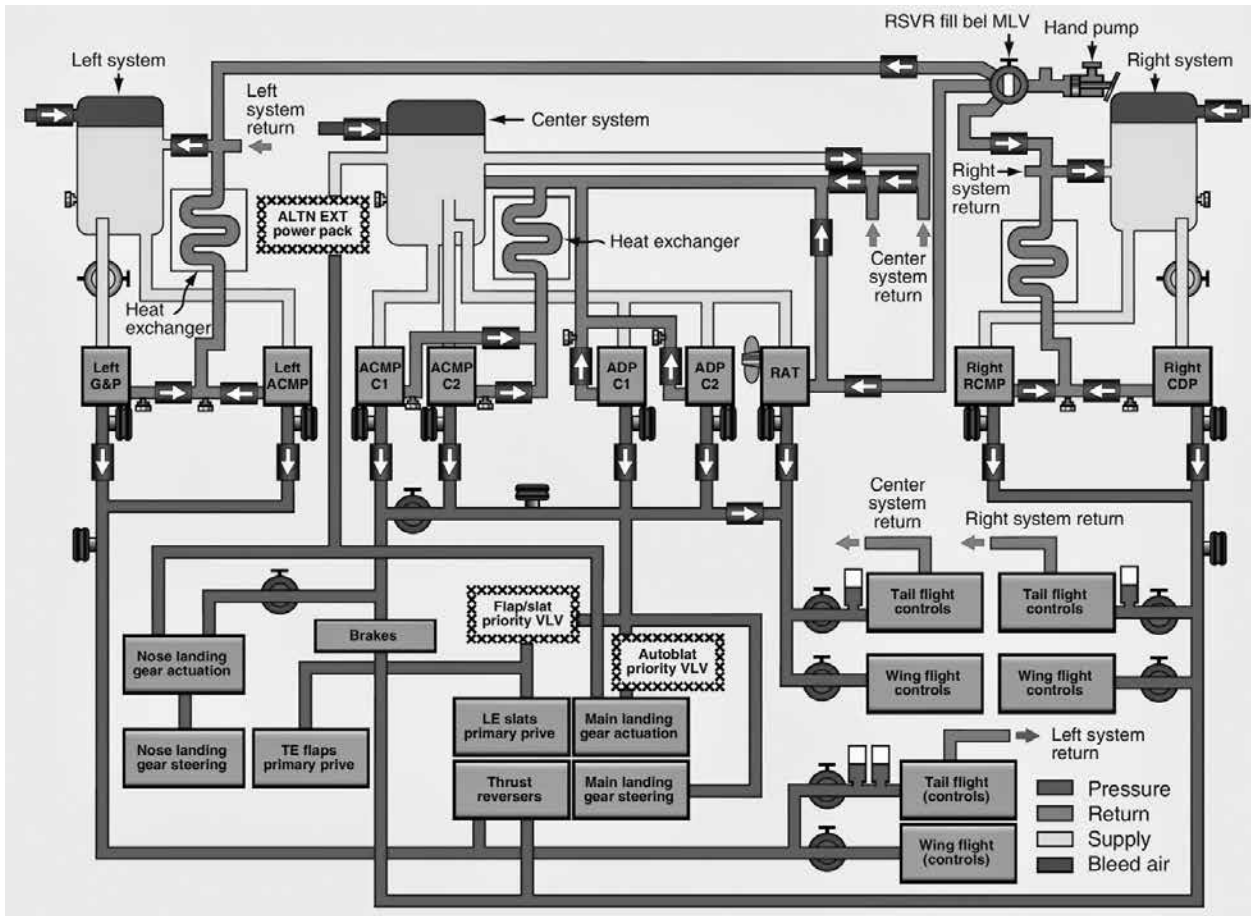 RSVR fill bel MLV
Hand pump
Left system
Right system
Left
system
return
Center system
Right
system
return
ALTN EXT
power pack
Heat exchanger
Center
system
return
Heat
exchanger
Left
G&P
Left
ACMP
ACMP
C1
ACMP
C2
ADP
C1
ADP
C2
RAT
Right
RCMP
Right
CDP
Center
system
return
Right system return
Flap/slat
priority VLV
Tail flight
controls
Tail flight
controls
Brakes
Autoblat
priority VLV
Nose landing
gear actuation
Wing flight
controls
Wing flight
controls
Nose landing
gear steering
TE flaps
primary prive
LE slats
primary prive
Main landing
gear actuation
Left system
return
Thrust
reversers
Main landing
gear steering
Tail flight
(controls)
Wing flight
(controls)
Pressure
Return
Supply
Bleed air